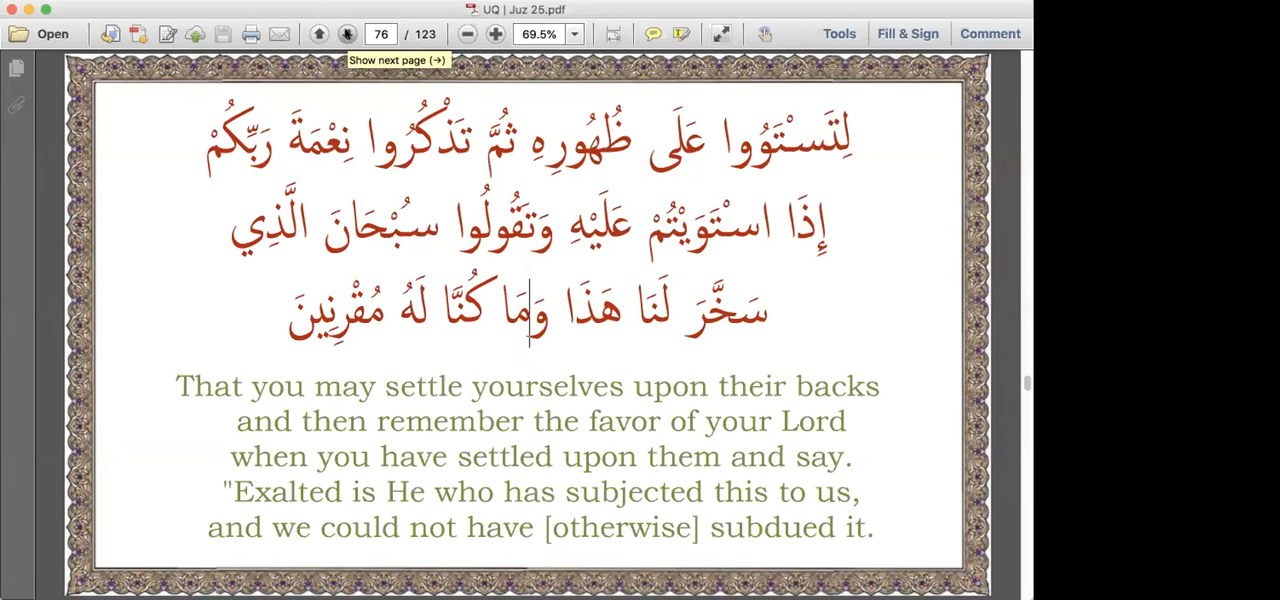 UQ | Juz 25.pdf
Open 76 / 123 69.5% Tools Fill & Sign Comment
Show next page (→)
لِتَسْتَوُوا عَلَى ظُهُورِهِ ثُمَّ تَذْكُرُوا نِعْمَةَ رَبِّكُمْ
إِذَا اسْتَوَيْتُمْ عَلَيْهِ وَتَقُولُوا سُبْحَانَ الَّذِي
سَخَّرَ لَنَا هَذَا وَمَا كُنَّا لَهُ مُقْرِنِينَ
That you may settle yourselves upon their backs
and then remember the favor of your Lord
when you have settled upon them and say.
"Exalted is He who has subjected this to us,
and we could not have [otherwise] subdued it.